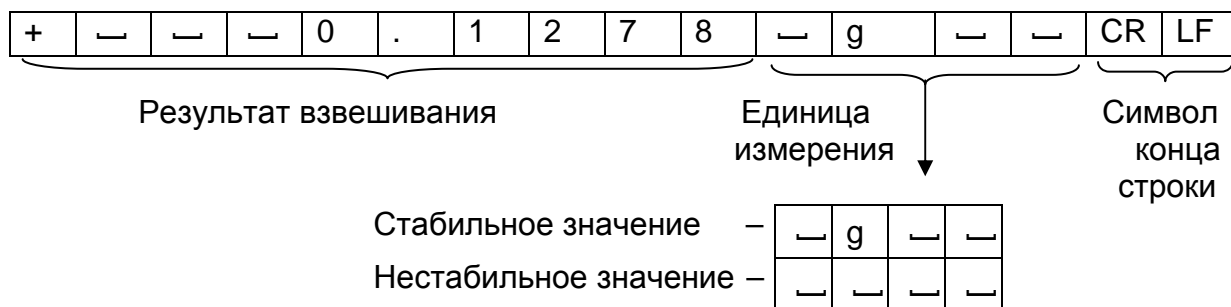 + ⎵ ⎵ ⎵ 0 . 1 2 7 8 ⎵ g ⎵ ⎵ CR LF
Результат взвешивания
Единица
измерения
Символ
конца
строки
Стабильное значение – ⎵ g ⎵ ⎵
Нестабильное значение – ⎵ ⎵ ⎵ ⎵